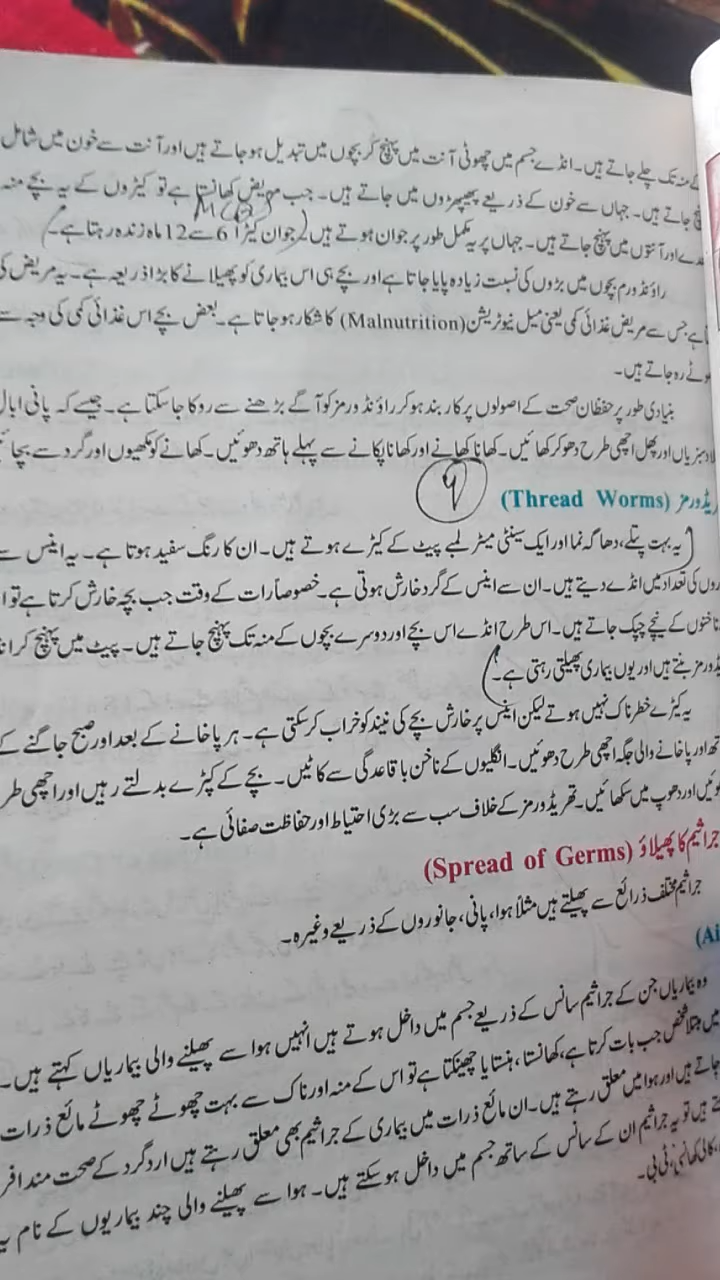 منہ تک چلے جاتے ہیں۔ انڈے جسم میں چھوٹی آنت میں پہنچ کر بچوں میں تبدیل ہو جاتے ہیں اور آنت سے خون میں شامل
جاتے ہیں۔ جہاں سے خون کے ذریعے پھیپھڑوں میں جاتے ہیں۔ جب مریض کھانستا ہے تو کیڑوں کے یہ بچے منہ
اور آنتوں میں پہنچ جاتے ہیں۔ جہاں پر یہ مکمل طور پر جوان ہوتے ہیں۔ جوان کیڑا 6 سے 12 ماہ زندہ رہتا ہے۔
راؤنڈ ورم بچوں میں بڑوں کی نسبت زیادہ پایا جاتا ہے اور بچے ہی اس بیماری کو پھیلانے کا بڑا ذریعہ ہے۔ یہ مریض کی
ہے جس سے مریض غذائی کمی یعنی میل نیوٹریشن (Malnutrition) کا شکار ہو جاتا ہے۔ بعض بچے اس غذائی کمی کی وجہ سے
رہ جاتے ہیں۔
بنیادی طور پر حفظان صحت کے اصولوں پر کار بند ہو کر راؤنڈ ورمز کو آگے بڑھنے سے روکا جا سکتا ہے۔ جیسے کہ پانی ابال
سبزیاں اور پھل اچھی طرح دھو کر کھائیں۔ کھانا کھانے اور کھانا پکانے سے پہلے ہاتھ دھوئیں۔ کھانے کو مکھیوں اور گرد سے بچا
(Thread Worms)
یہ بہت پتلے، دھاگہ نما اور ایک سینٹی میٹر لمبے پیٹ کے کیڑے ہوتے ہیں۔ ان کا رنگ سفید ہوتا ہے۔ یہ اینس سے
کی تعداد میں انڈے دیتے ہیں۔ ان سے اینس کے گرد خارش ہوتی ہے۔ خصوصاً رات کے وقت جب بچہ خارش کرتا ہے تو
ناخنوں کے نیچے چپک جاتے ہیں۔ اس طرح انڈے اس بچے اور دوسرے بچوں کے منہ تک پہنچ جاتے ہیں۔ پیٹ میں پہنچ کر
بنتے ہیں اور یوں بیماری پھیلتی رہتی ہے۔
یہ کیڑے خطرناک نہیں ہوتے لیکن اینس پر خارش بچے کی نیند کو خراب کر سکتی ہے۔ ہر پاخانے کے بعد اور صبح جاگنے کے
اور پاخانے والی جگہ اچھی طرح دھوئیں۔ انگلیوں کے ناخن باقاعدگی سے کاٹیں۔ بچے کے کپڑے بدلتے رہیں اور اچھی
اور دھوپ میں سکھائیں۔ تھریڈ ورمز کے خلاف سب سے بڑی احتیاط اور حفاظت صفائی ہے۔
جراثیم کا پھیلاؤ (Spread of Germs)
جراثیم مختلف ذرائع سے پھیلتے ہیں مثلاً ہوا، پانی، جانوروں کے ذریعے وغیرہ۔
(Ai
وہ بیماریاں جن کے جراثیم سانس کے ذریعے جسم میں داخل ہوتے ہیں انہیں ہوا سے پھیلنے والی بیماریاں کہتے ہیں۔
میں مبتلا شخص جب بات کرتا ہے، کھانستا، ہنستا یا چھینکتا ہے تو اس کے منہ اور ناک سے بہت چھوٹے چھوٹے مائع ذرات
جاتے ہیں اور ہوا میں معلق رہتے ہیں۔ ان مائع ذرات میں بیماری کے جراثیم بھی معلق رہتے ہیں ارد گرد کے صحت مند
ہیں تو یہ جراثیم ان کے سانس کے ساتھ جسم میں داخل ہو سکتے ہیں۔ ہوا سے پھیلنے والی چند بیماریوں کے نام
کالی کھانسی، ٹی بی۔